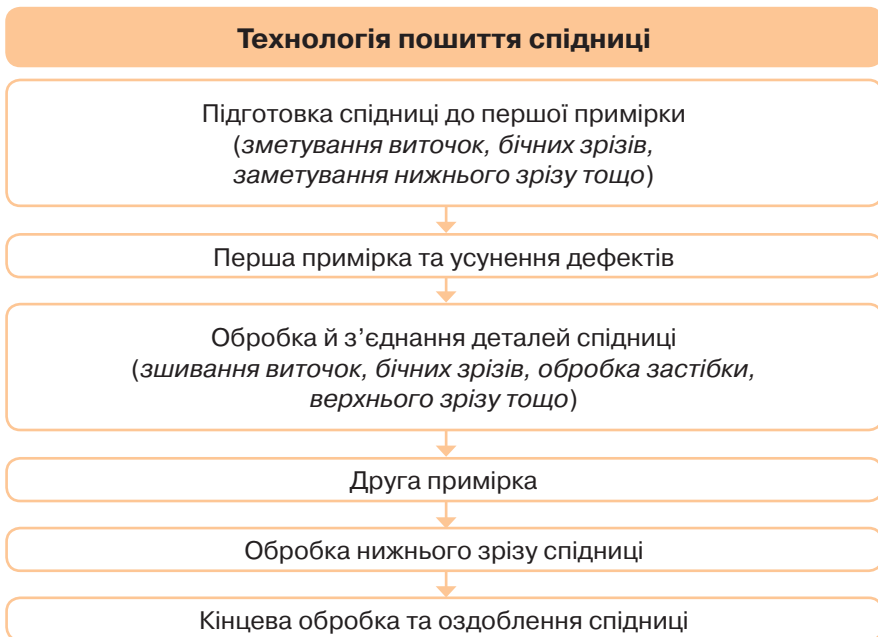 Технологія пошиття спідниці
Підготовка спідниці до першої примірки
(зметування виточок, бічних зрізів,
заметування нижнього зрізу тощо)
Перша примірка та усунення дефектів
Обробка й з’єднання деталей спідниці
(зшивання виточок, бічних зрізів, обробка застібки,
верхнього зрізу тощо)
Друга примірка
Обробка нижнього зрізу спідниці
Кінцева обробка та оздоблення спідниці